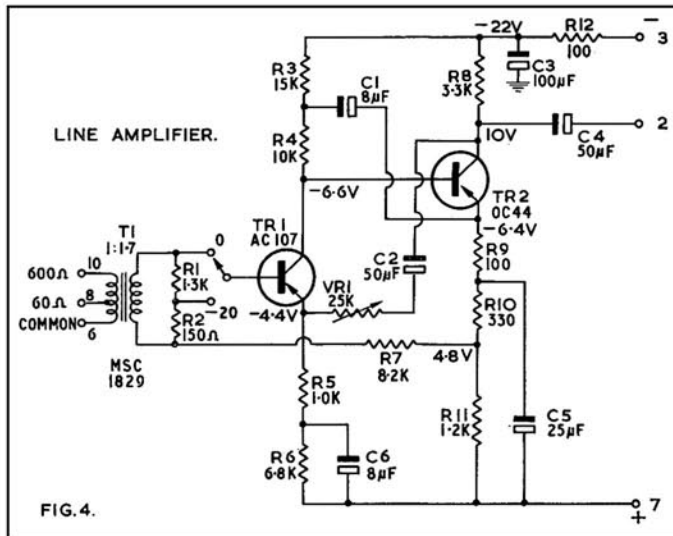 −22V
R12
100
−
3
R3
15K
C1
8µF
R8
3.3K
C3
100µF
LINE AMPLIFIER.
R4
10K
10V
C4
50µF
2
−6.6V
TR2
OC44
−6.4V
T1
1:1·7
TR1
AC107
0
600Ω
10
R1
1.3K
C2
50µF
R9
100
60Ω
8
−20
VR1
25K
R10
330
COMMON
6
R2
150Ω
−4.4V
MSC
1829
R7
8.2K
4.8V
R5
1.0K
R11
1.2K
C5
25µF
R6
6.8K
C6
8µF
FIG.4.
7
+